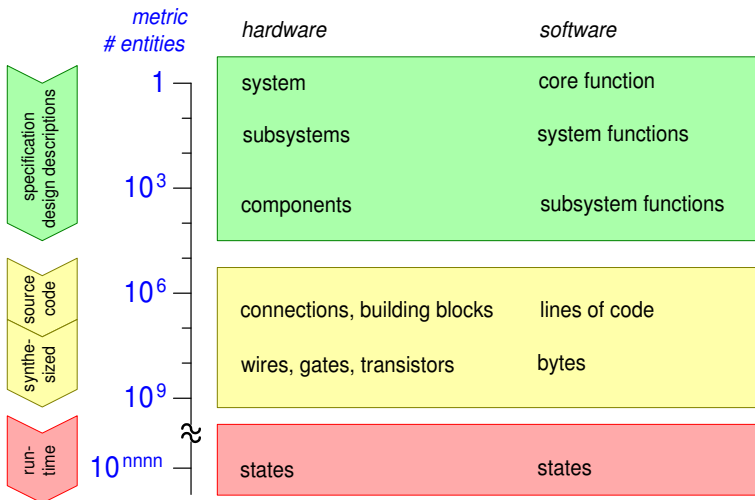 metric
# entities
hardware
software
specification
design descriptions
1
system
core function
subsystems
system functions
10³
components
subsystem functions
source
code
10⁶
connections, building blocks
lines of code
synthe-
sized
wires, gates, transistors
bytes
10⁹
run-
time
10ⁿⁿⁿⁿ
states
states